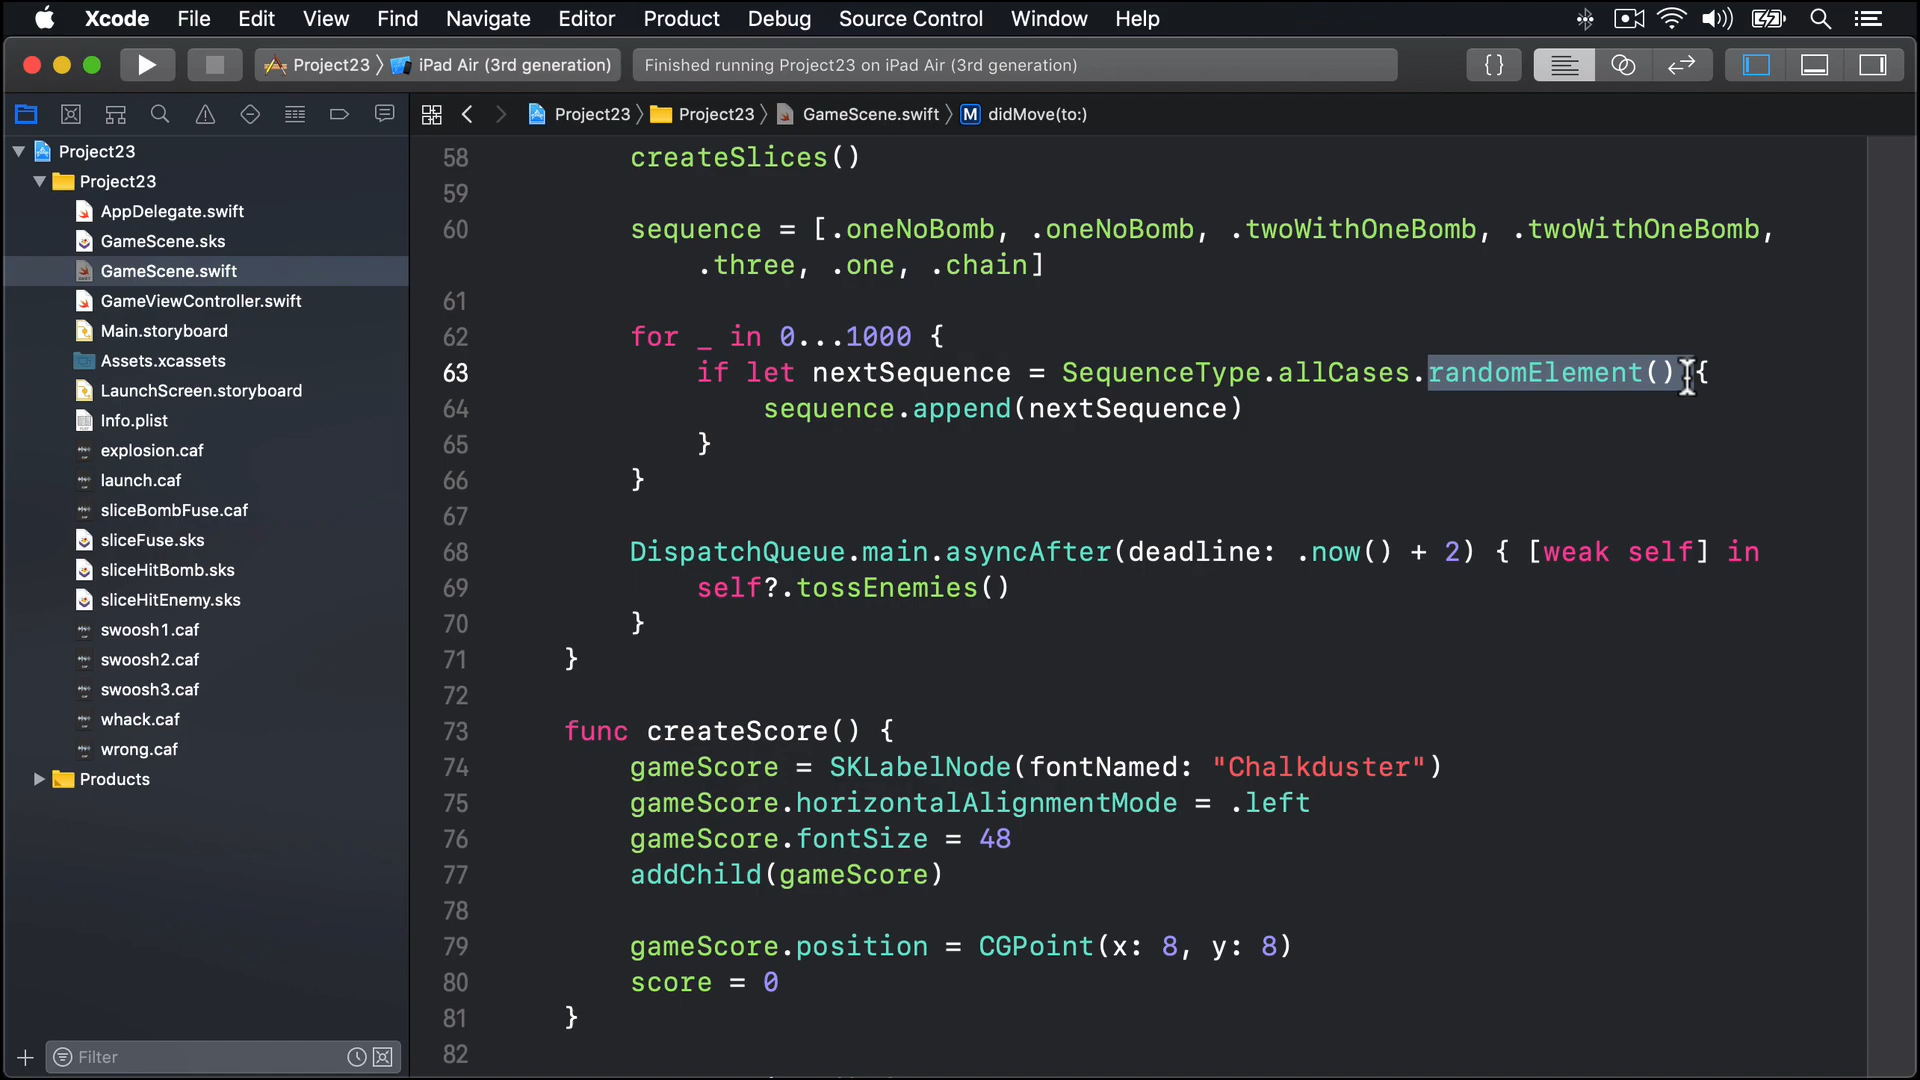 Xcode File Edit View Find Navigate Editor Product Debug Source Control Window Help
Project23 〉 iPad Air (3rd generation)
Finished running Project23 on iPad Air (3rd generation)
{ }
Project23 〉 Project23 〉 GameScene.swift 〉 M didMove(to:)
Project23
Project23
AppDelegate.swift
GameScene.sks
GameScene.swift
GameViewController.swift
Main.storyboard
Assets.xcassets
LaunchScreen.storyboard
Info.plist
explosion.caf
launch.caf
sliceBombFuse.caf
sliceFuse.sks
sliceHitBomb.sks
sliceHitEnemy.sks
swoosh1.caf
swoosh2.caf
swoosh3.caf
whack.caf
wrong.caf
Products
Filter
58 createSlices()
59
60 sequence = [.oneNoBomb, .oneNoBomb, .twoWithOneBomb, .twoWithOneBomb,
.three, .one, .chain]
61
62 for _ in 0...1000 {
63 if let nextSequence = SequenceType.allCases.randomElement() {
64 sequence.append(nextSequence)
65 }
66 }
67
68 DispatchQueue.main.asyncAfter(deadline: .now() + 2) { [weak self] in
69 self?.tossEnemies()
70 }
71 }
72
73 func createScore() {
74 gameScore = SKLabelNode(fontNamed: "Chalkduster")
75 gameScore.horizontalAlignmentMode = .left
76 gameScore.fontSize = 48
77 addChild(gameScore)
78
79 gameScore.position = CGPoint(x: 8, y: 8)
80 score = 0
81 }
82